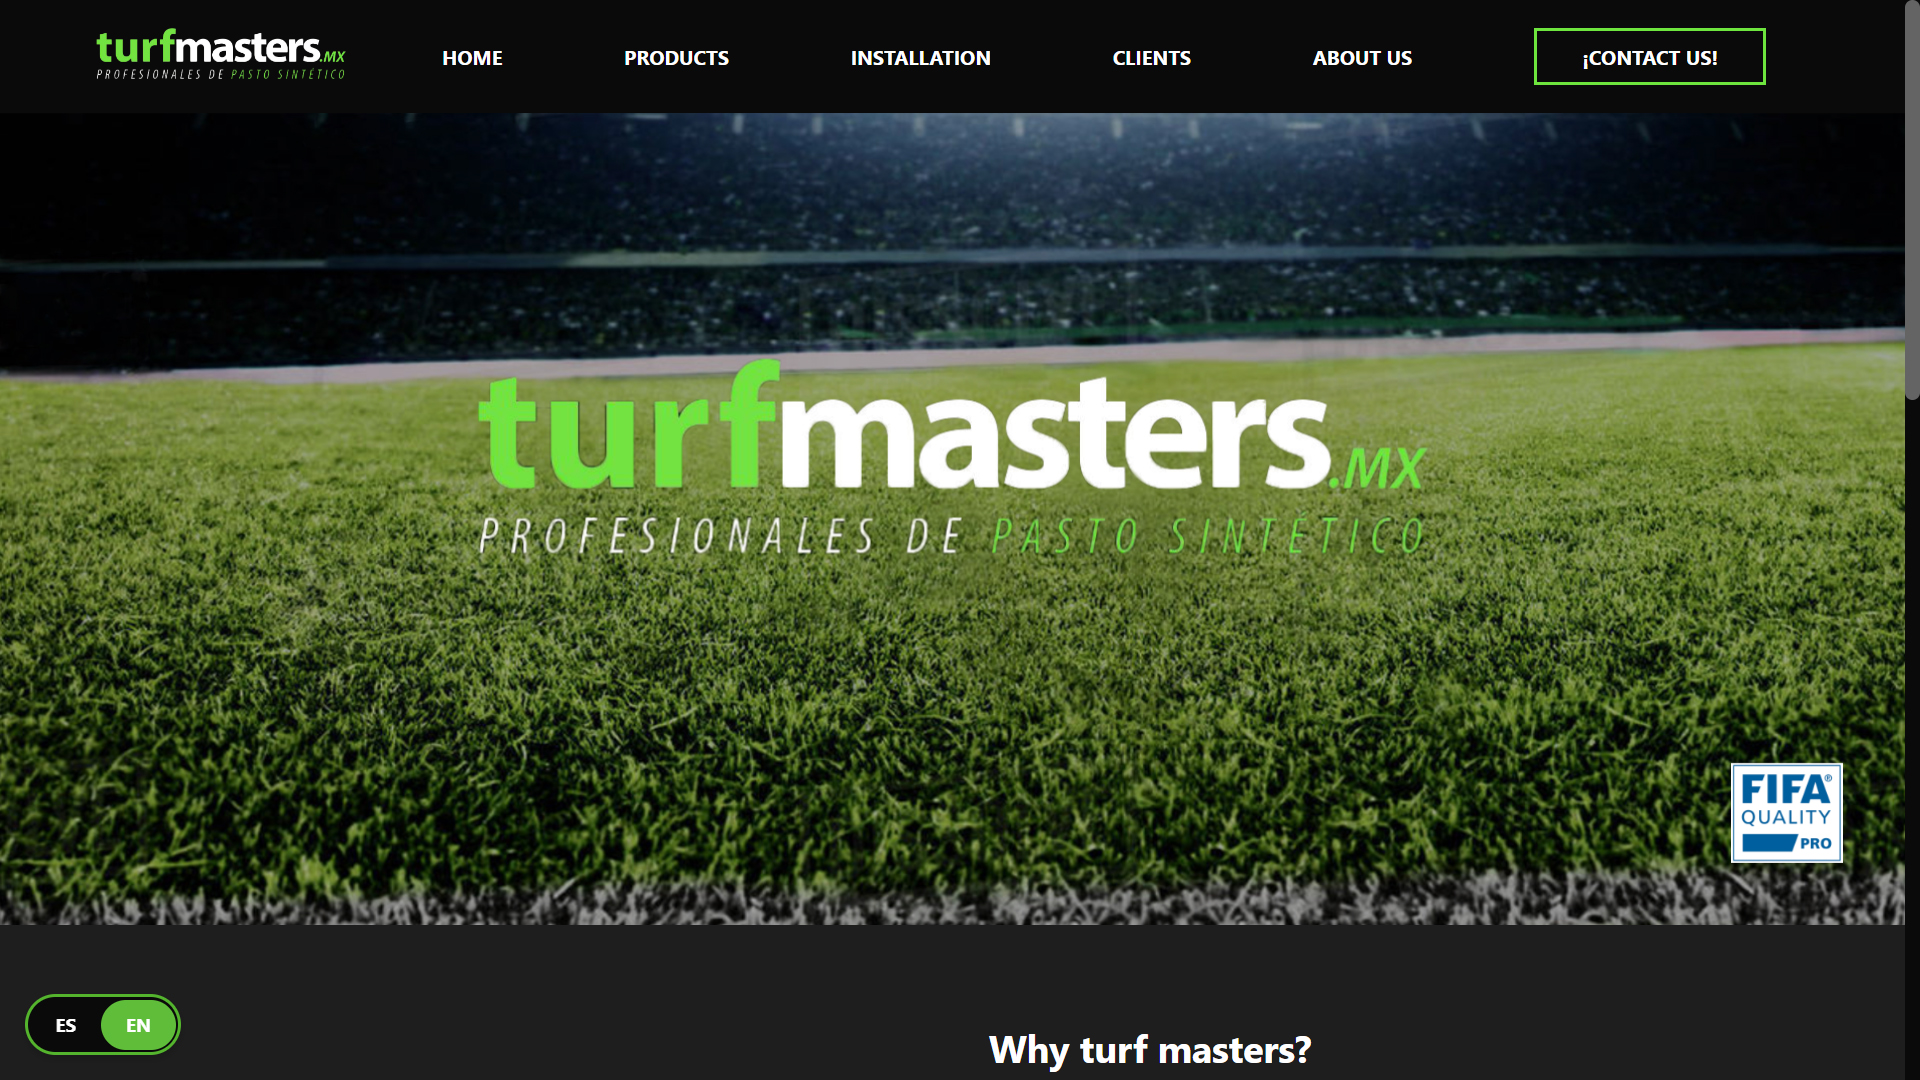 turfmasters.MX
PROFESIONALES DE PASTO SINTÉTICO
HOME
PRODUCTS
INSTALLATION
CLIENTS
ABOUT US
¡CONTACT US!
turfmasters.MX
PROFESIONALES DE PASTO SINTÉTICO
FIFA®
QUALITY
PRO
ES
EN
Why turf masters?